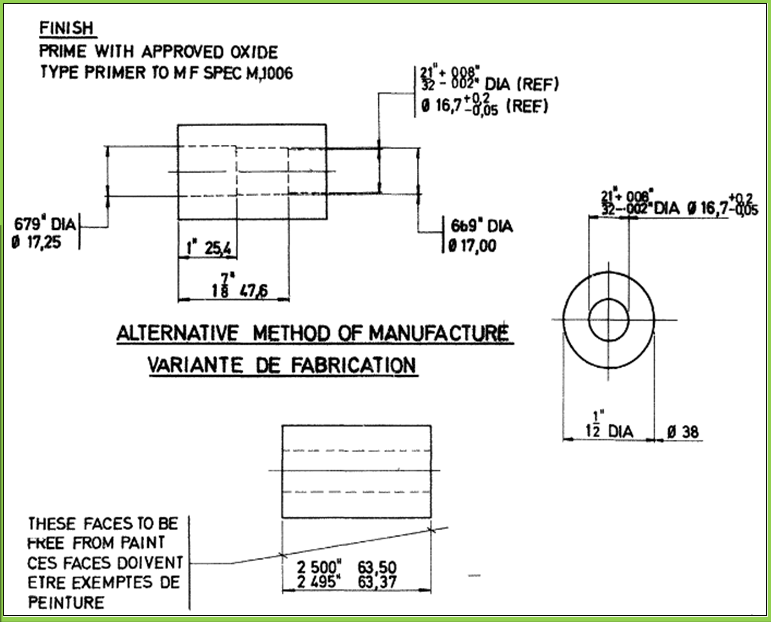 FINISH
PRIME WITH APPROVED OXIDE
TYPE PRIMER TO M F SPEC M,1006
21"/32 + 008" - 002" DIA (REF)
Ø 16,7 +0,2 -0,05 (REF)
679" DIA
Ø 17,25
1" 25,4
1 7/8" 47,6
669" DIA
Ø 17,00
21"/32 + 008" - 002" DIA Ø 16,7 +0,2 -0,05
ALTERNATIVE METHOD OF MANUFACTURE
VARIANTE DE FABRICATION
1 1/2" DIA Ø 38
THESE FACES TO BE
FREE FROM PAINT
CES FACES DOIVENT
ETRE EXEMPTES DE
PEINTURE
2 500" 63,50
2 495" 63,37